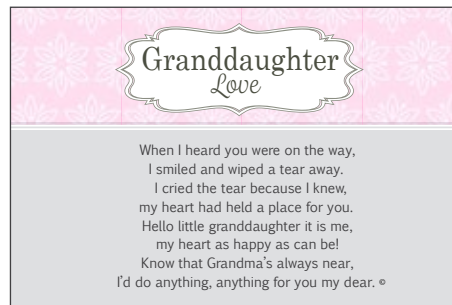 Granddaughter
Love
When I heard you were on the way,
I smiled and wiped a tear away.
I cried the tear because I knew,
my heart had held a place for you.
Hello little granddaughter it is me,
my heart as happy as can be!
Know that Grandma's always near,
I'd do anything, anything for you my dear. ©